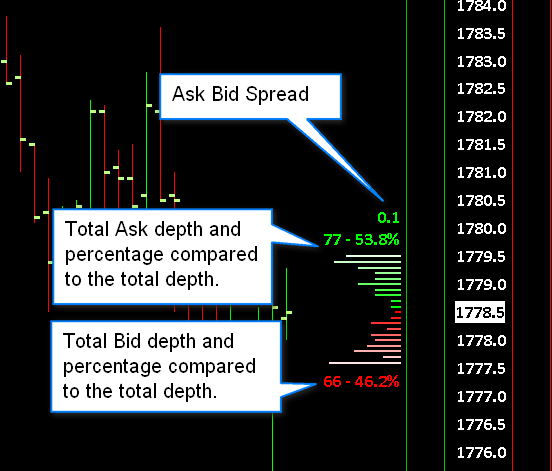 1784.0
1783.5
1783.0
1782.5
1782.0
1781.5
1781.0
1780.5
1780.0
1779.5
1779.0
1778.5
1778.0
1777.5
1777.0
1776.5
1776.0
Ask Bid Spread
0.1
Total Ask depth and
percentage compared
to the total depth.
77 - 53.8%
Total Bid depth and
percentage compared
to the total depth.
66 - 46.2%